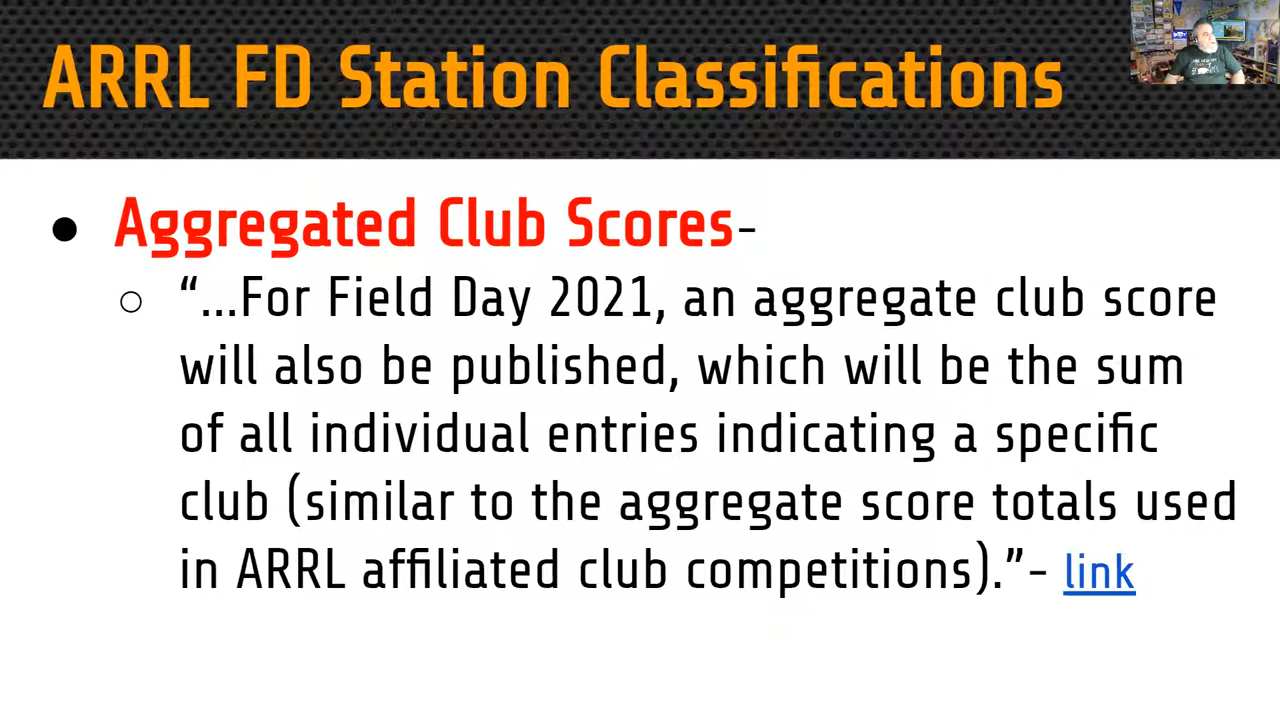 ARRL FD Station Classifications
● Aggregated Club Scores-
○ “...For Field Day 2021, an aggregate club score
will also be published, which will be the sum
of all individual entries indicating a specific
club (similar to the aggregate score totals used
in ARRL affiliated club competitions).”- link